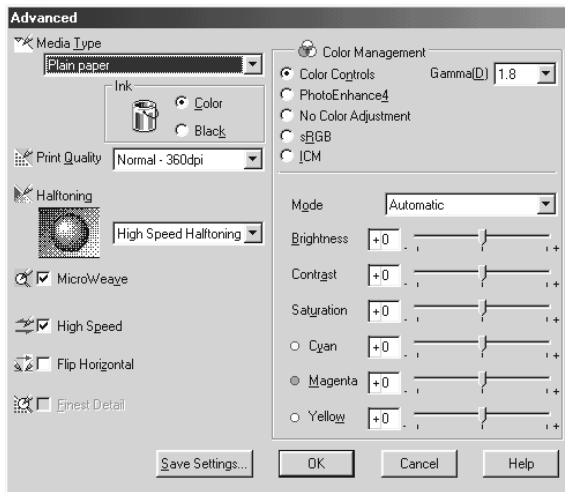 Advanced
Media Type
Plain paper
Ink
Color
Black
Print Quality
Normal - 360dpi
Halftoning
High Speed Halftoning
MicroWeave
High Speed
Flip Horizontal
Finest Detail
Color Management
Color Controls
Gamma(D)
1.8
PhotoEnhance4
No Color Adjustment
sRGB
ICM
Mode
Automatic
Brightness
+0
- +
Contrast
+0
- +
Saturation
+0
- +
Cyan
+0
- +
Magenta
+0
- +
Yellow
+0
- +
Save Settings...
OK
Cancel
Help